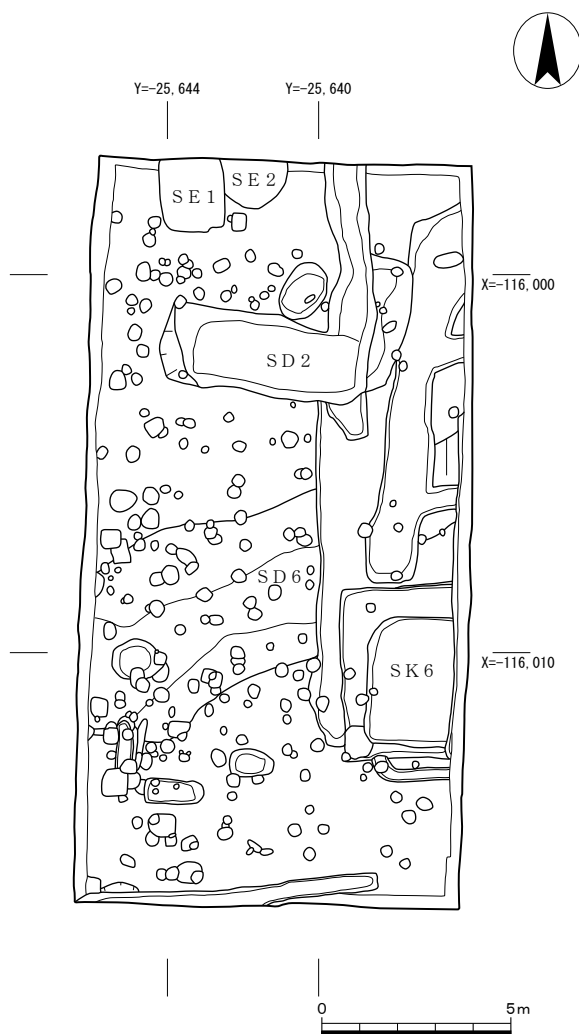 Y=-25,644
Y=-25,640
SE1
SE2
X=-116,000
SD2
SD6
SK6
X=-116,010
0
5m